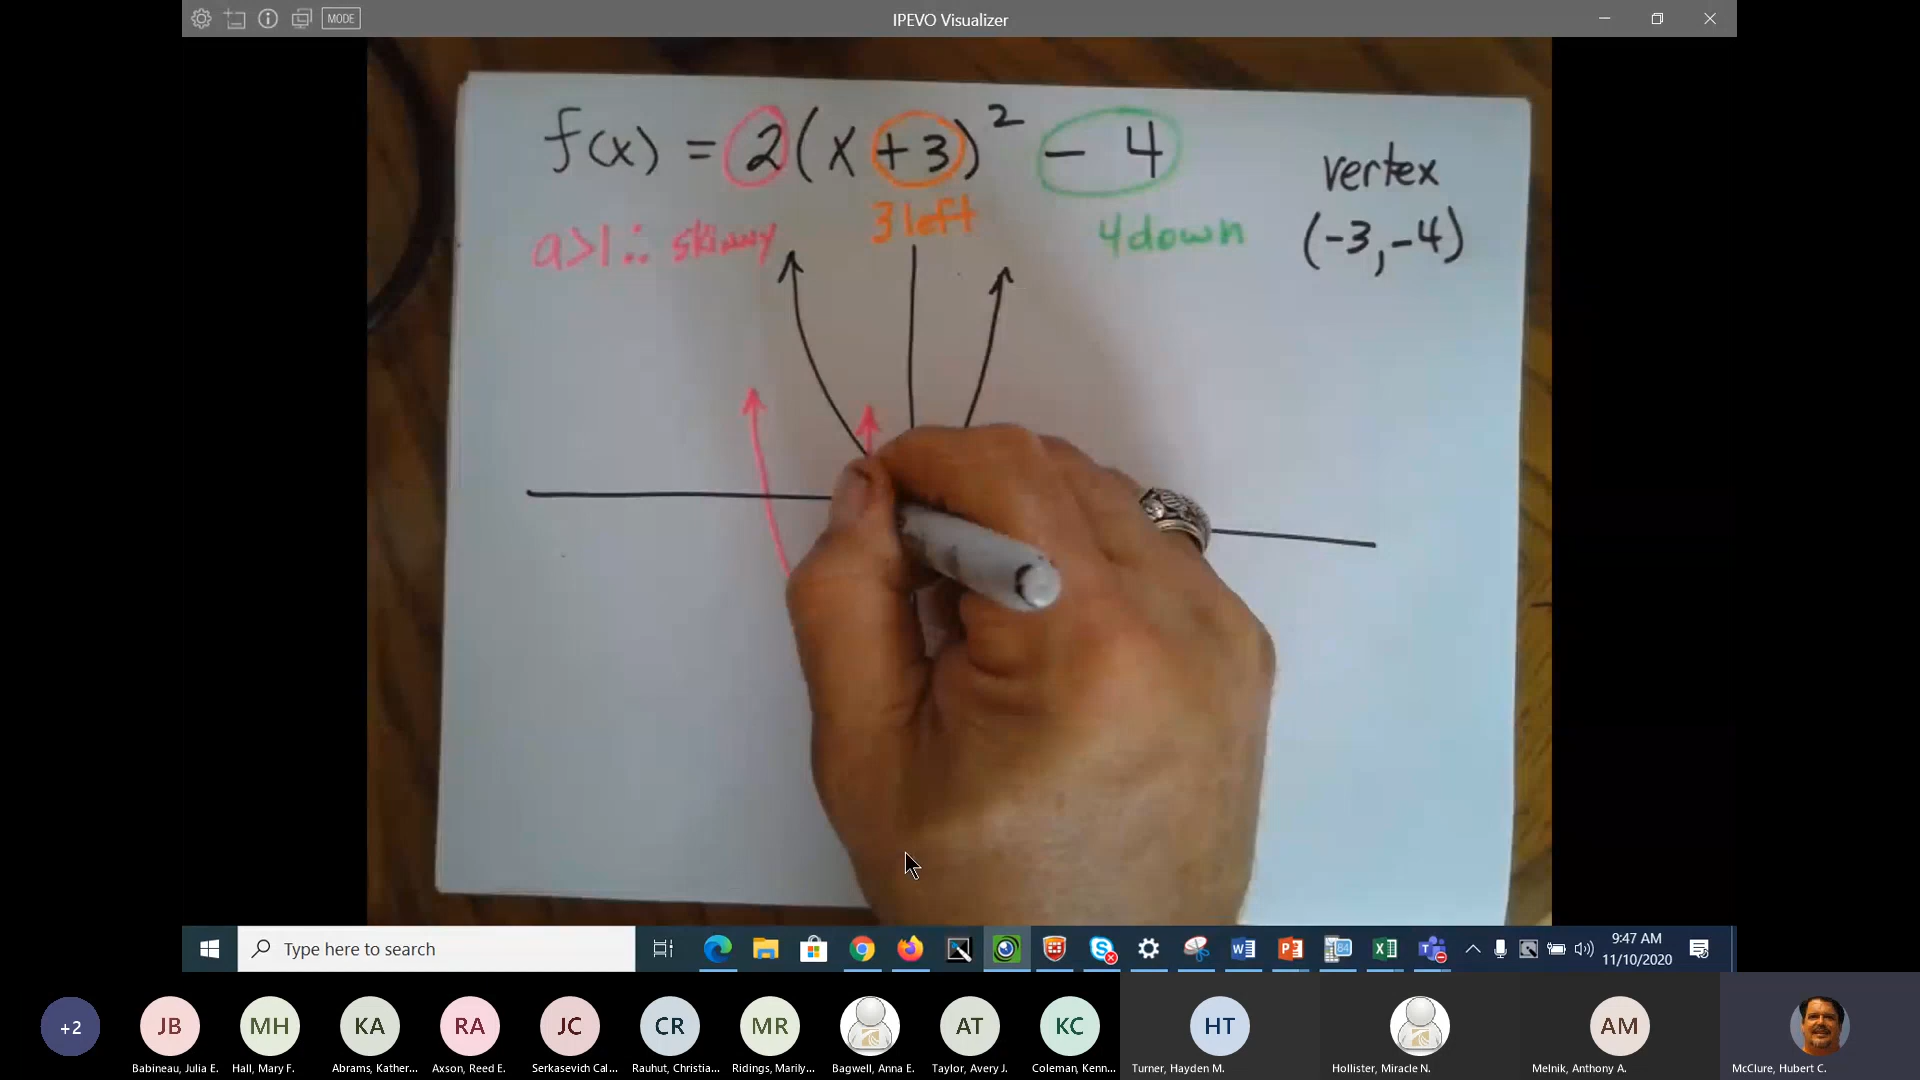 IPEVO Visualizer
MODE
f(x) = 2(x+3)² - 4
a>1 ∴ skinny
3 left
4 down
vertex
(-3,-4)
Type here to search
9:47 AM
11/10/2020
+2
JB
MH
KA
RA
JC
CR
MR
AT
KC
HT
AM
Babineau, Julia E.
Hall, Mary F.
Abrams, Kather...
Axson, Reed E.
Serkasevich Cal...
Rauhut, Christia...
Ridings, Marily...
Bagwell, Anna E.
Taylor, Avery J.
Coleman, Kenn...
Turner, Hayden M.
Hollister, Miracle N.
Melnik, Anthony A.
McClure, Hubert C.